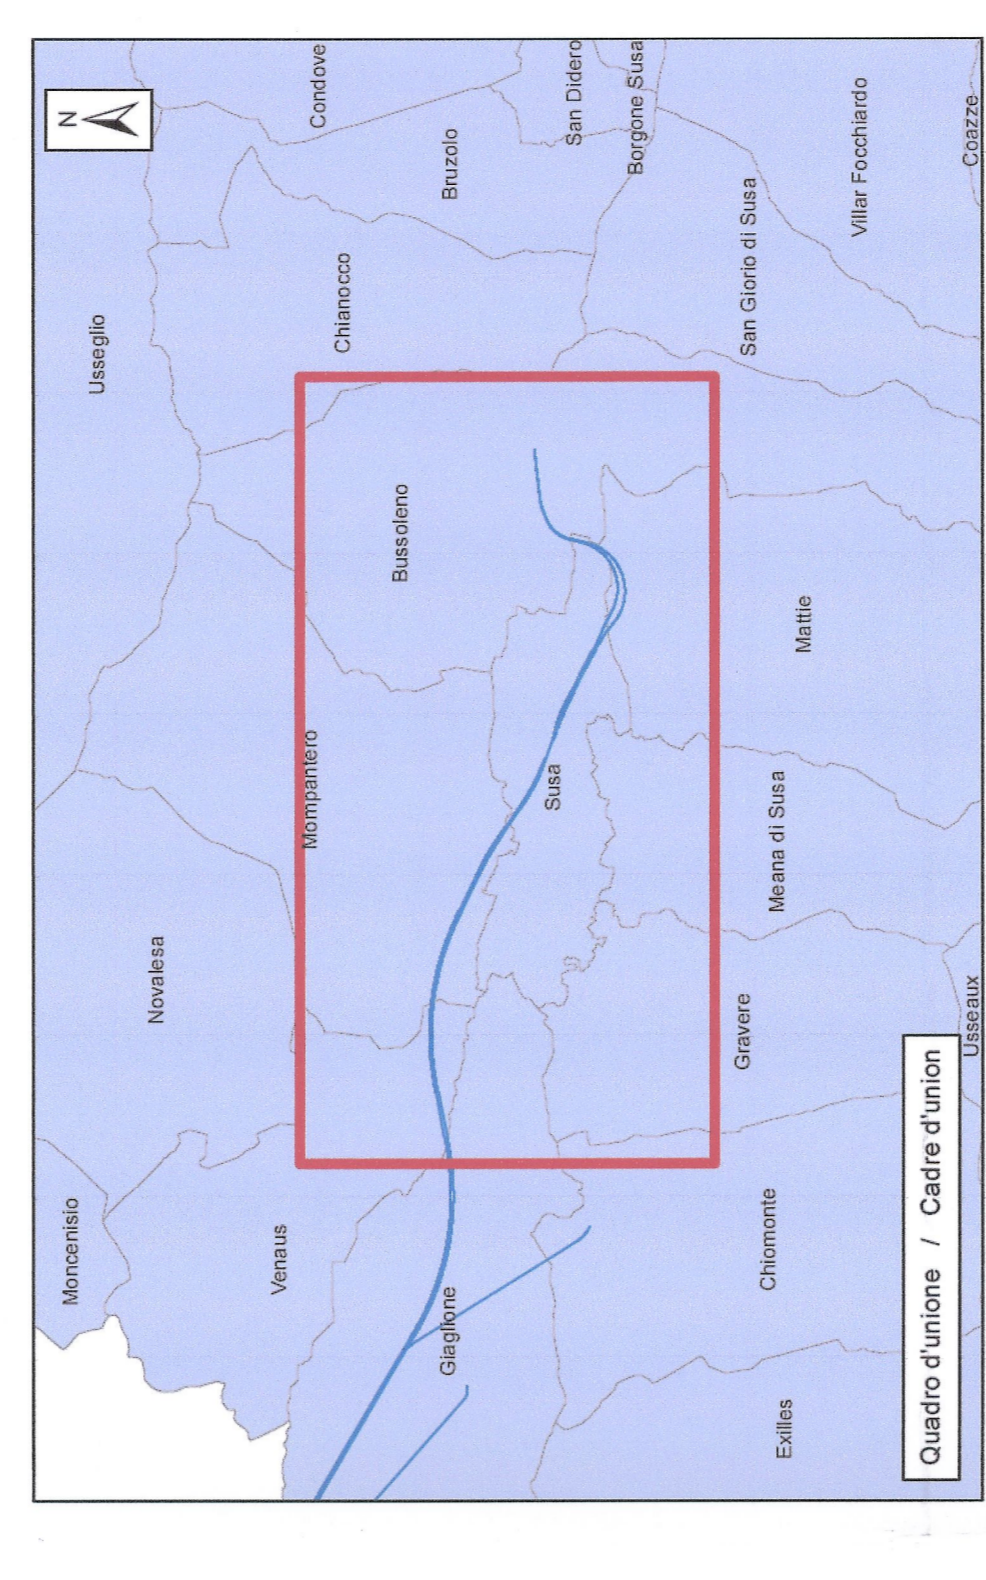 N
Usseglio
Condove
Moncenisio
Novalesa
Chianocco
Bruzolo
San Didero
Borgone Susa
Venaus
Mompantero
Bussoleno
Giaglione
Susa
San Giorio di Susa
Villar Focchiardo
Coazze
Mattie
Meana di Susa
Gravere
Chiomonte
Exilles
Usseaux
Quadro d'unione / Cadre d'union